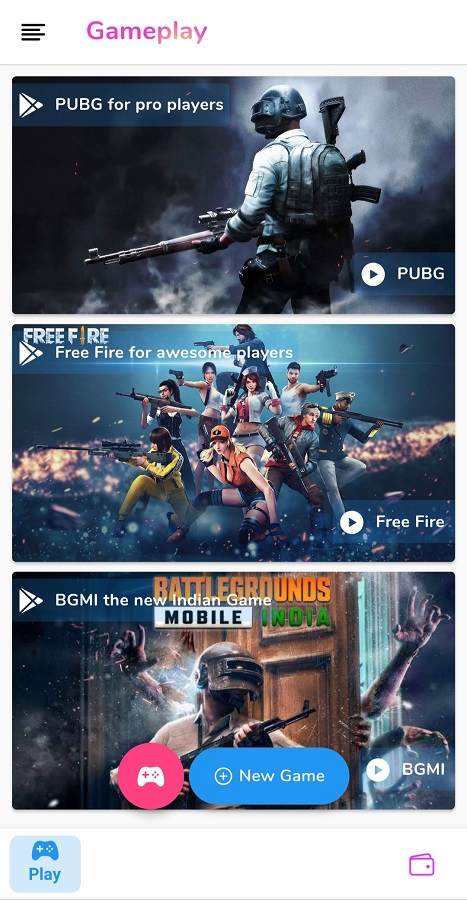 Gameplay
PUBG for pro players
PUBG
FREE FIRE
Free Fire for awesome players
Free Fire
BATTLEGROUNDS
BGMI the new Indian Game
MOBILE INDIA
BGMI
New Game
Play